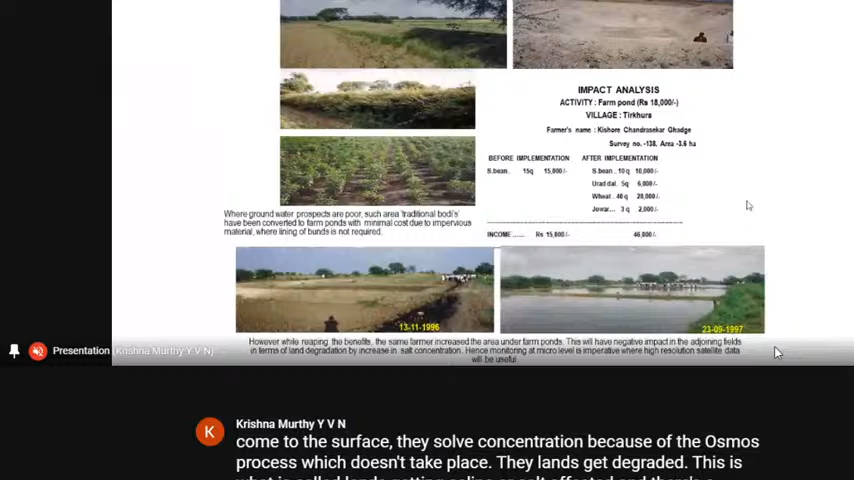 IMPACT ANALYSIS
ACTIVITY : Farm pond (Rs 18,000/-)
VILLAGE : Tirkhura
Farmer's name : Kishore Chandrasekar Ghadge
Survey no. -138, Area -3.6 ha
BEFORE IMPLEMENTATION AFTER IMPLEMENTATION
S.bean. 15q 15,000/- S.bean.. 10 q 10,000/-
Urad dal. 5q 6,000/-
Wheat.. 40 q 28,000/-
Jowar... 3 q 2,000/-
INCOME ...... Rs 15,000/- 46,000/-
Where ground water prospects are poor, such area 'traditional bodi's'
have been converted to farm ponds with minimal cost due to impervious
material, where lining of bunds is not required.
13-11-1996
23-09-1997
However while reaping, the benefits, the same farmer increased the area under farm ponds. This will have negative impact in the adjoining fields
in terms of land degradation by increase in salt concentration. Hence monitoring at micro level is imperative where high resolution satellite data
will be useful
Presentation (Krishna Murthy Y V N)
K
Krishna Murthy Y V N
come to the surface, they solve concentration because of the Osmos
process which doesn't take place. They lands get degraded. This is